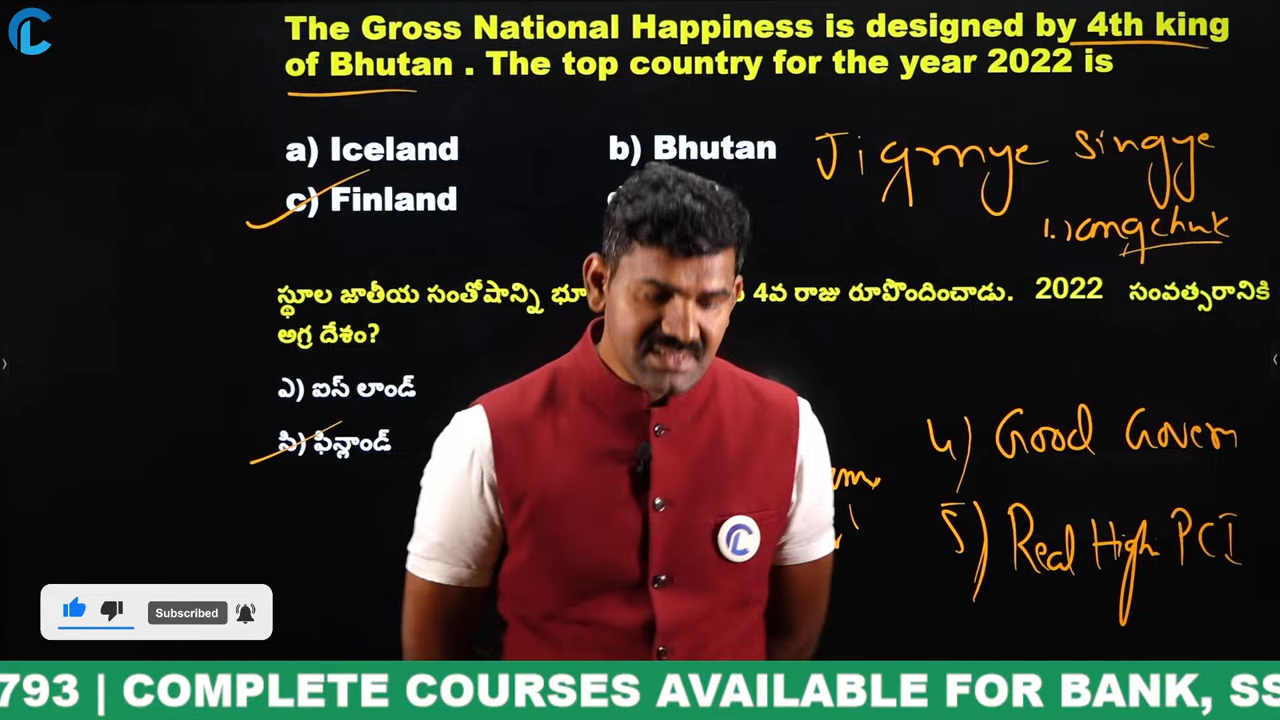 The Gross National Happiness is designed by 4th king
of Bhutan . The top country for the year 2022 is
a) Iceland
b) Bhutan
c) Finland
Jigmye Singye
స్థూల జాతీయ సంతోషాన్ని 4వ రాజు రూపొందించాడు. 2022 సంవత్సరానికి
అగ్ర దేశం?
ఎ) ఐస్ లాండ్
సి) ఫిన్లాండ్
4) Good Govern
5) Real High PCI
Subscribed
793 | COMPLETE COURSES AVAILABLE FOR BANK, SS